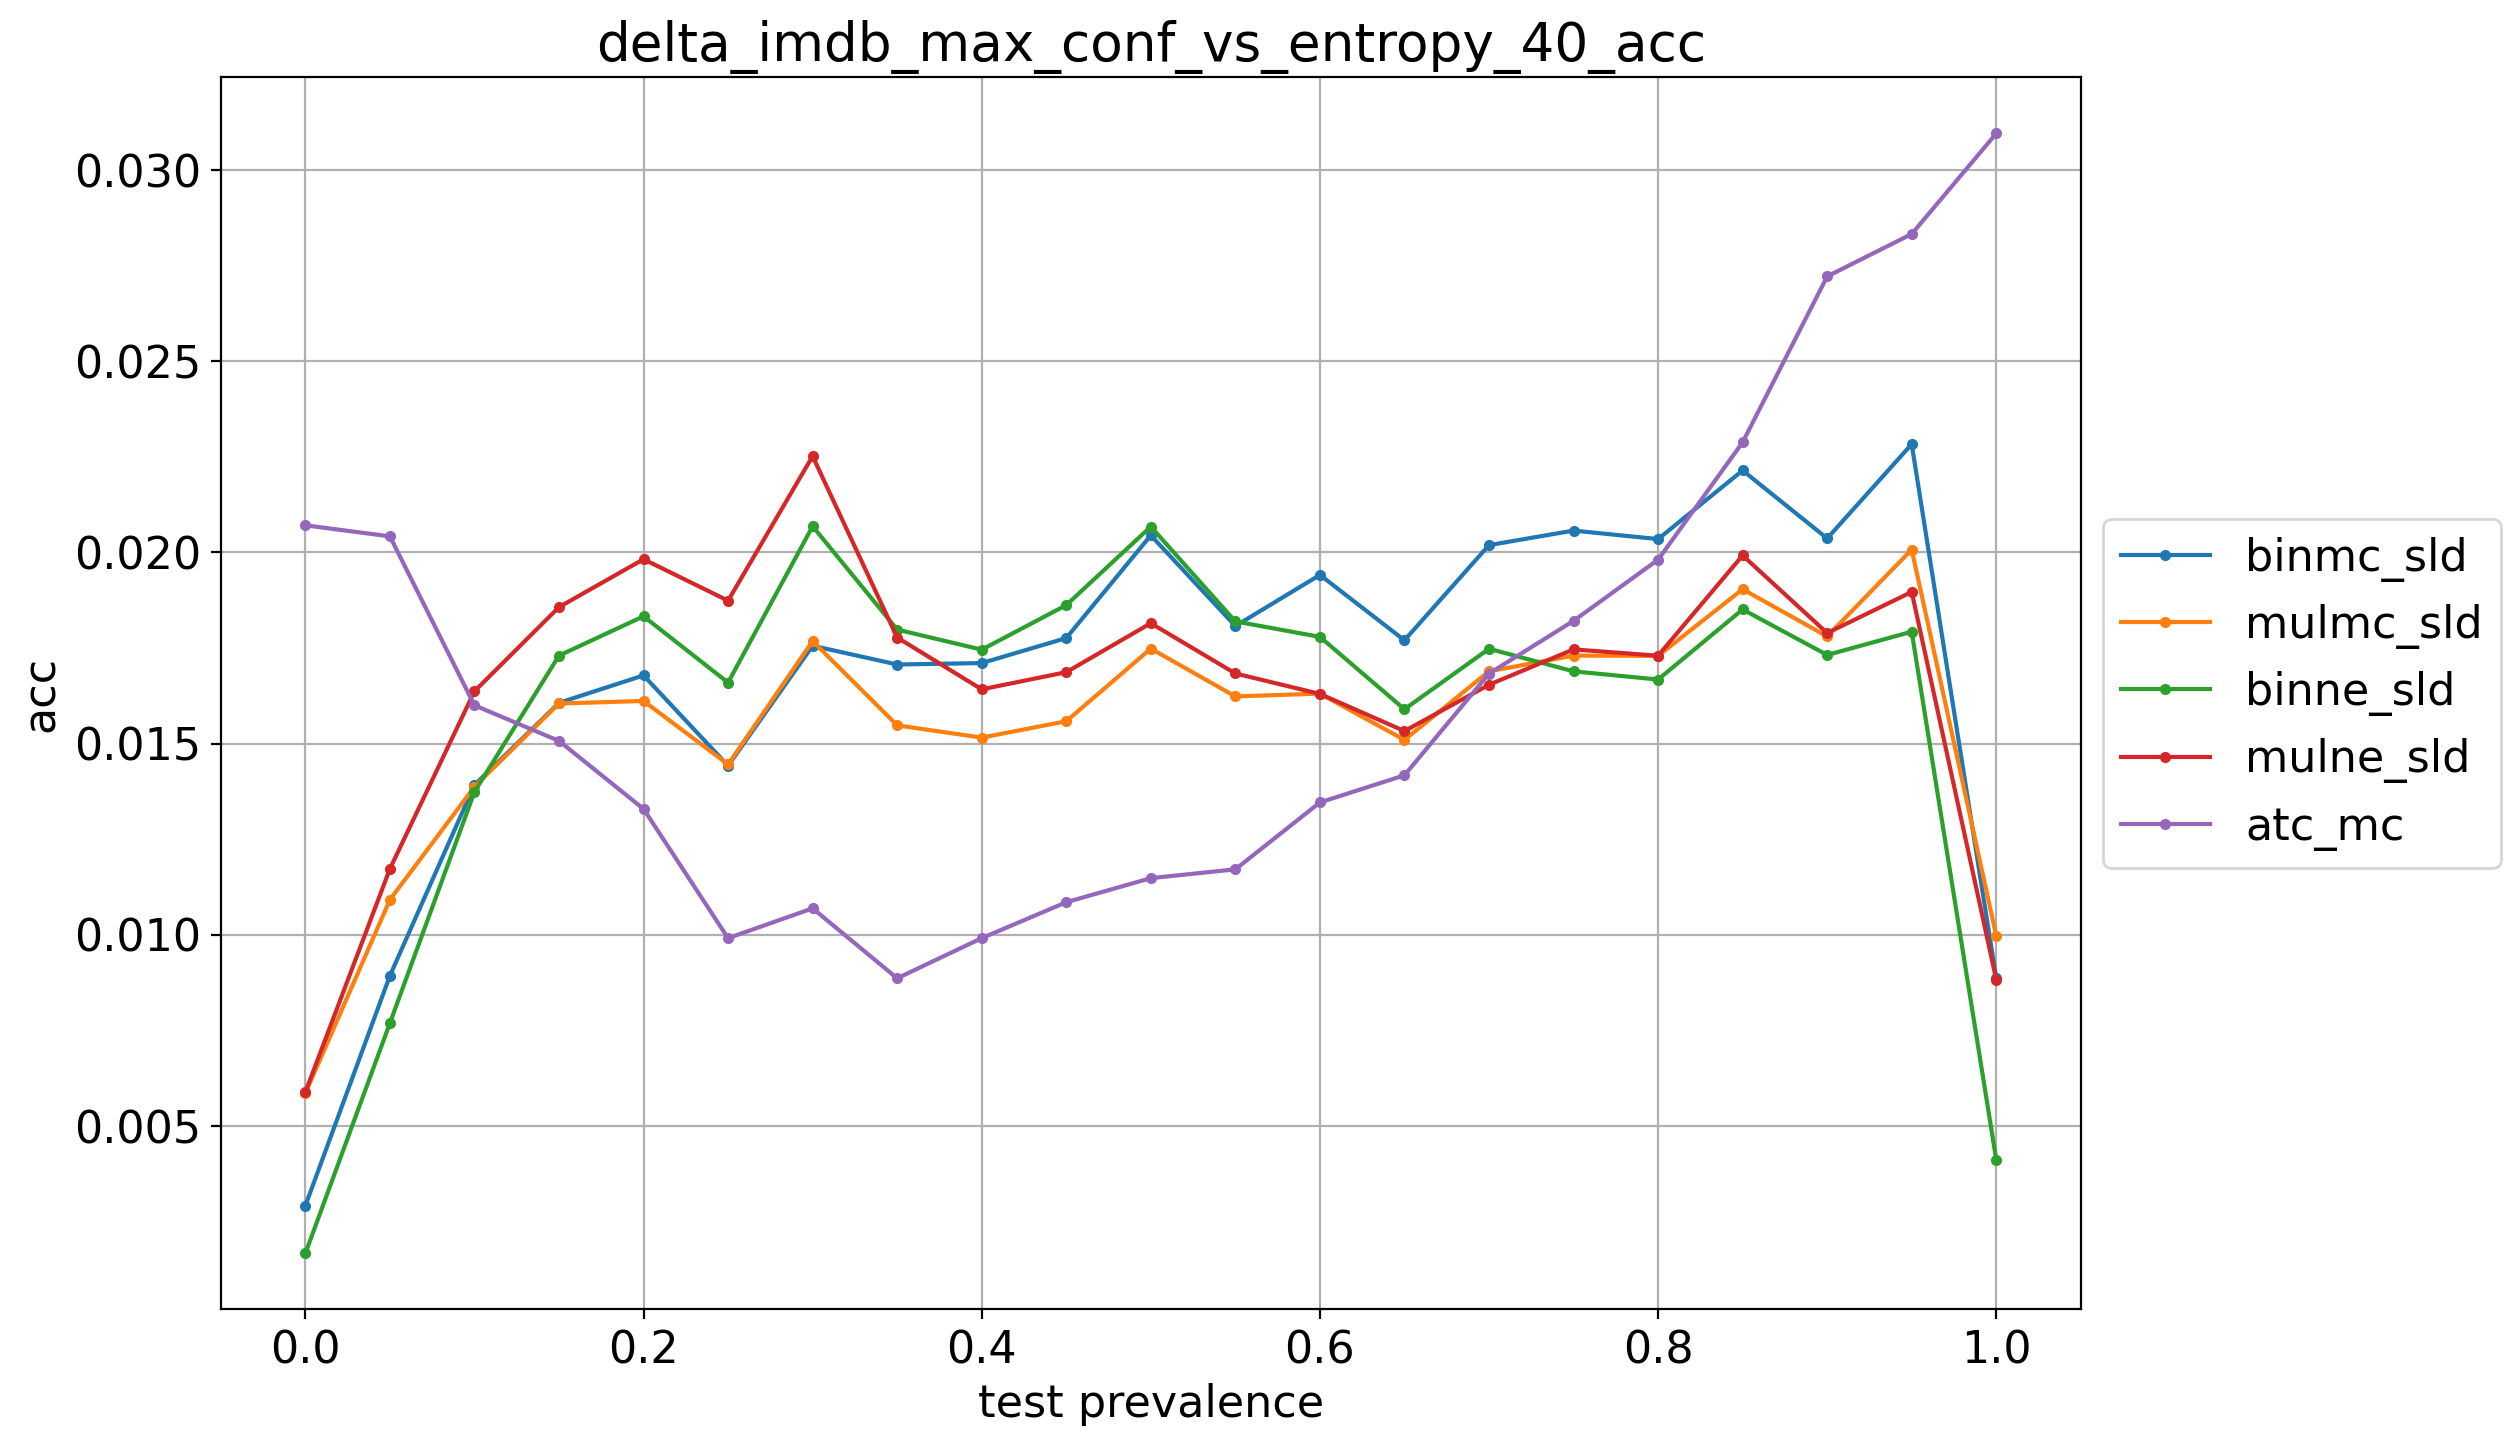 delta_imdb_max_conf_vs_entropy_40_acc
0.030
0.025
0.020
0.015
0.010
0.005
acc
0.0 0.2 0.4 0.6 0.8 1.0
test prevalence
binmc_sld
mulmc_sld
binne_sld
mulne_sld
atc_mc